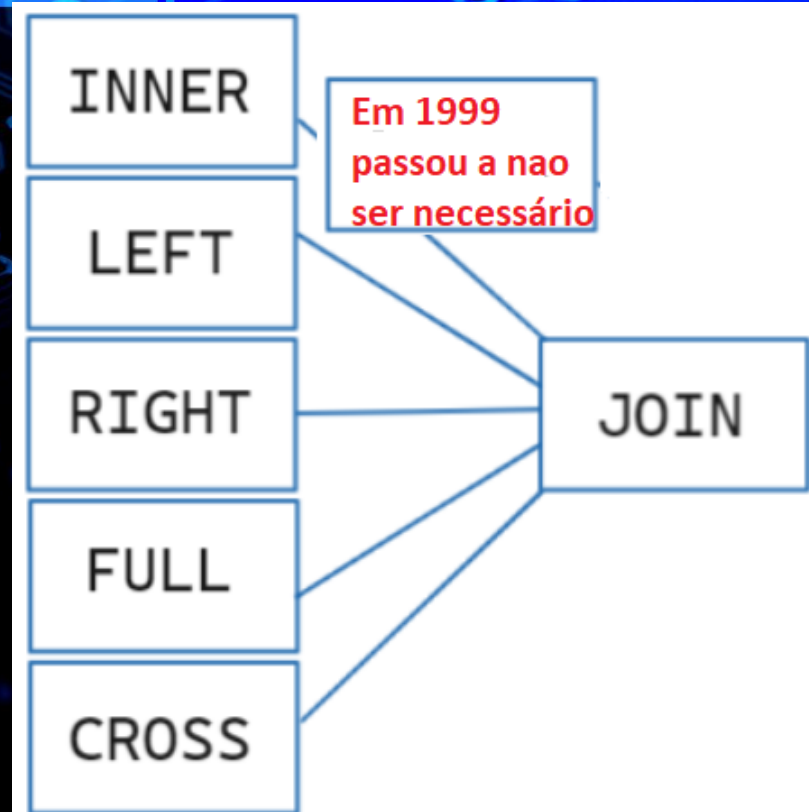 INNER
Em 1999
passou a nao
ser necessário
LEFT
RIGHT
JOIN
FULL
CROSS